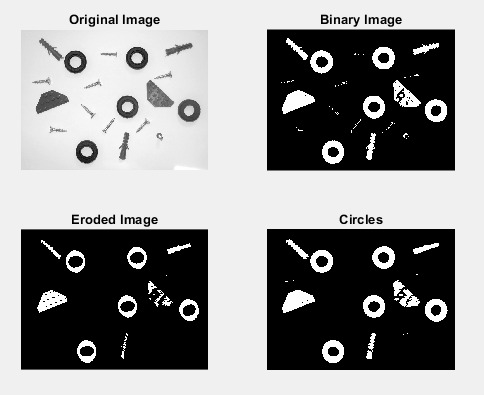 Original Image
Binary Image
Eroded Image
Circles